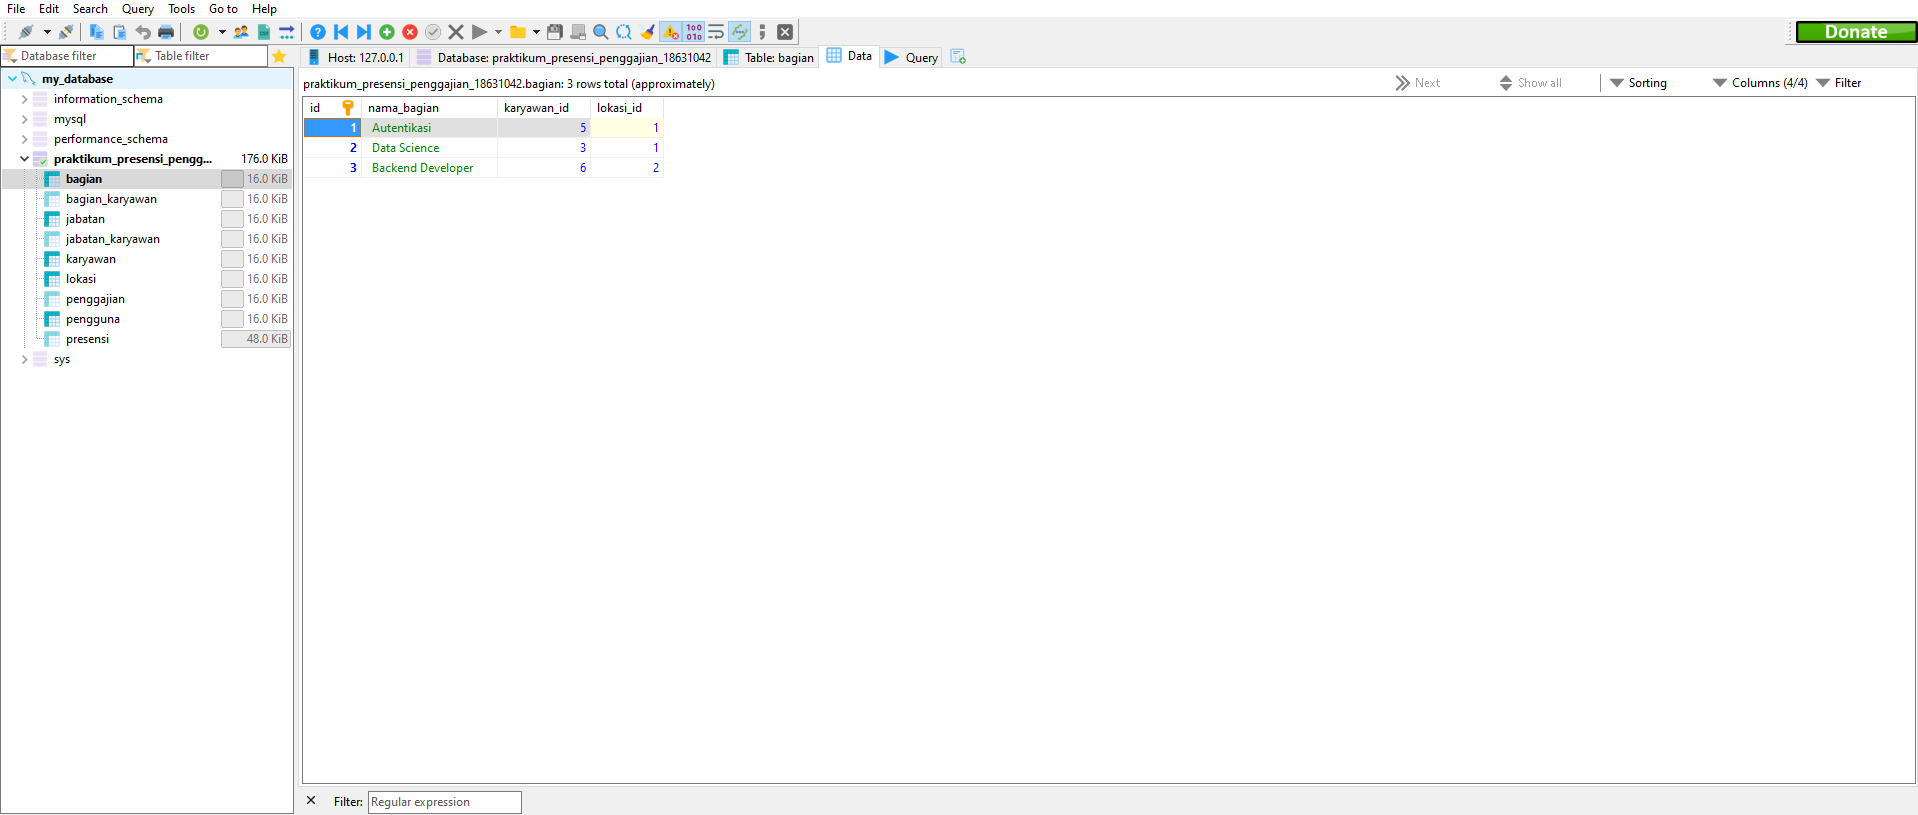 File Edit Search Query Tools Go to Help
Donate
Database filter Table filter
Host: 127.0.0.1 Database: praktikum_presensi_penggajian_18631042 Table: bagian Data Query
my_database
information_schema
mysql
performance_schema
praktikum_presensi_pengg... 176.0 KiB
bagian 16.0 KiB
bagian_karyawan 16.0 KiB
jabatan 16.0 KiB
jabatan_karyawan 16.0 KiB
karyawan 16.0 KiB
lokasi 16.0 KiB
penggajian 16.0 KiB
pengguna 16.0 KiB
presensi 48.0 KiB
sys
praktikum_presensi_penggajian_18631042.bagian: 3 rows total (approximately)
Next Show all Sorting Columns (4/4) Filter
id nama_bagian karyawan_id lokasi_id
1 Autentikasi 5 1
2 Data Science 3 1
3 Backend Developer 6 2
Filter: Regular expression